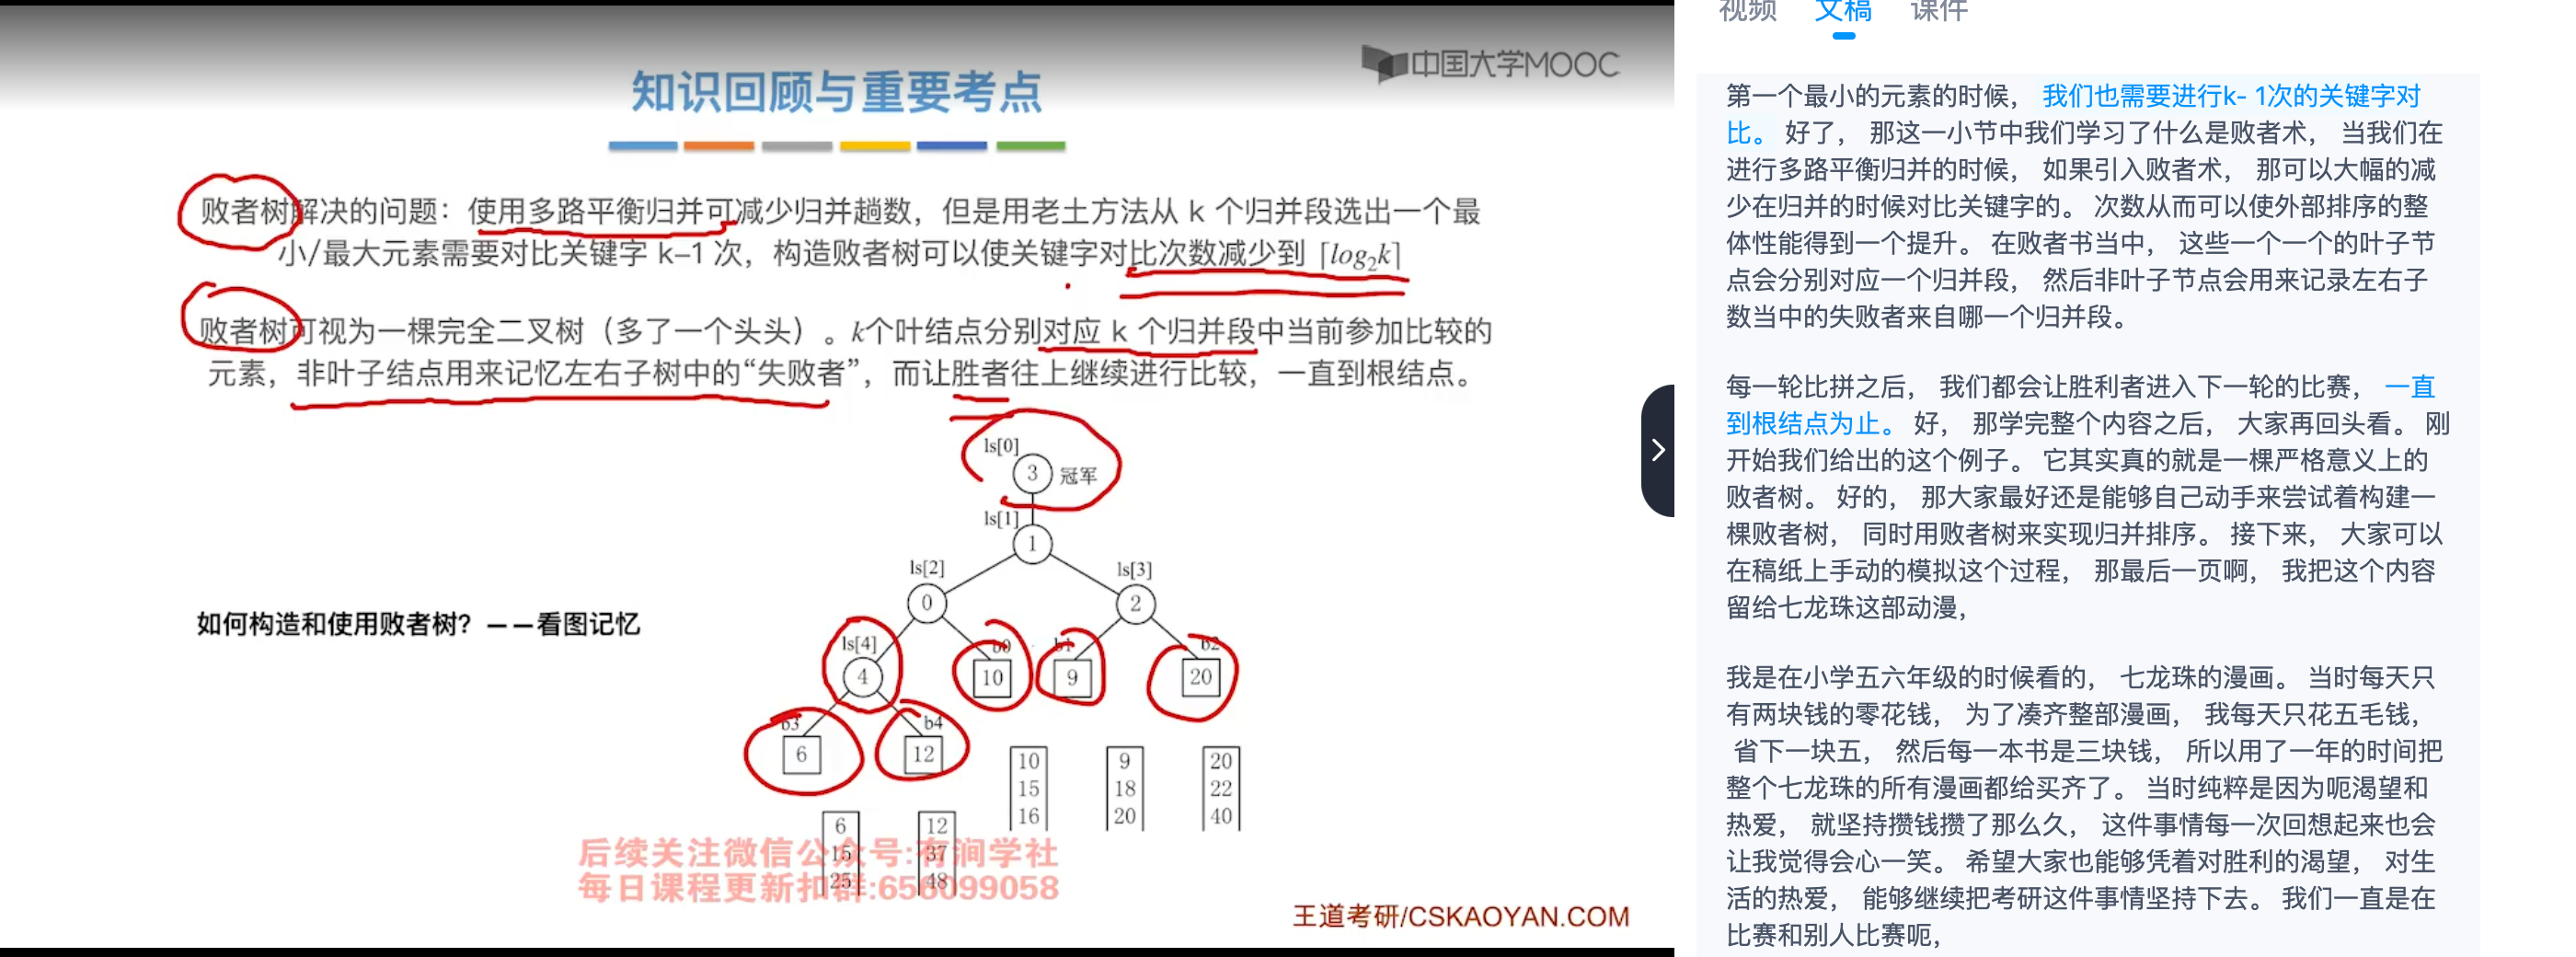 中国大学MOOC
知识回顾与重要考点
败者树解决的问题：使用多路平衡归并可减少归并趟数，但是用老土方法从 k 个归并段选出一个最
小/最大元素需要对比关键字 k–1 次，构造败者树可以使关键字对比次数减少到 ⌈log₂k⌉
败者树可视为一棵完全二叉树（多了一个头头）。k个叶结点分别对应 k 个归并段中当前参加比较的
元素，非叶子结点用来记忆左右子树中的“失败者”，而让胜者往上继续进行比较，一直到根结点。
ls[0]
3 冠军
ls[1]
1
ls[2] ls[3]
0 2
如何构造和使用败者树？——看图记忆
ls[4] b0 b1 b2
4 10 9 20
b3 b4
6 12
10 9 20
15 18 22
16 20 40
6 12
15 37
25 48
后续关注微信公众号:有涧学社
每日课程更新扣群:656099058
王道考研/CSKAOYAN.COM
视频 文稿 课件
第一个最小的元素的时候， 我们也需要进行k- 1次的关键字对
比。 好了， 那这一小节中我们学习了什么是败者术， 当我们在
进行多路平衡归并的时候， 如果引入败者术， 那可以大幅的减
少在归并的时候对比关键字的。 次数从而可以使外部排序的整
体性能得到一个提升。 在败者书当中， 这些一个一个的叶子节
点会分别对应一个归并段， 然后非叶子节点会用来记录左右子
数当中的失败者来自哪一个归并段。
每一轮比拼之后， 我们都会让胜利者进入下一轮的比赛， 一直
到根结点为止。 好， 那学完整个内容之后， 大家再回头看。 刚
开始我们给出的这个例子。 它其实真的就是一棵严格意义上的
败者树。 好的， 那大家最好还是能够自己动手来尝试着构建一
棵败者树， 同时用败者树来实现归并排序。 接下来， 大家可以
在稿纸上手动的模拟这个过程， 那最后一页啊， 我把这个内容
留给七龙珠这部动漫，
我是在小学五六年级的时候看的， 七龙珠的漫画。 当时每天只
有两块钱的零花钱， 为了凑齐整部漫画， 我每天只花五毛钱，
省下一块五， 然后每一本书是三块钱， 所以用了一年的时间把
整个七龙珠的所有漫画都给买齐了。 当时纯粹是因为呃渴望和
热爱， 就坚持攒钱攒了那么久， 这件事情每一次回想起来也会
让我觉得会心一笑。 希望大家也能够凭着对胜利的渴望， 对生
活的热爱， 能够继续把考研这件事情坚持下去。 我们一直是在
比赛和别人比赛呃，